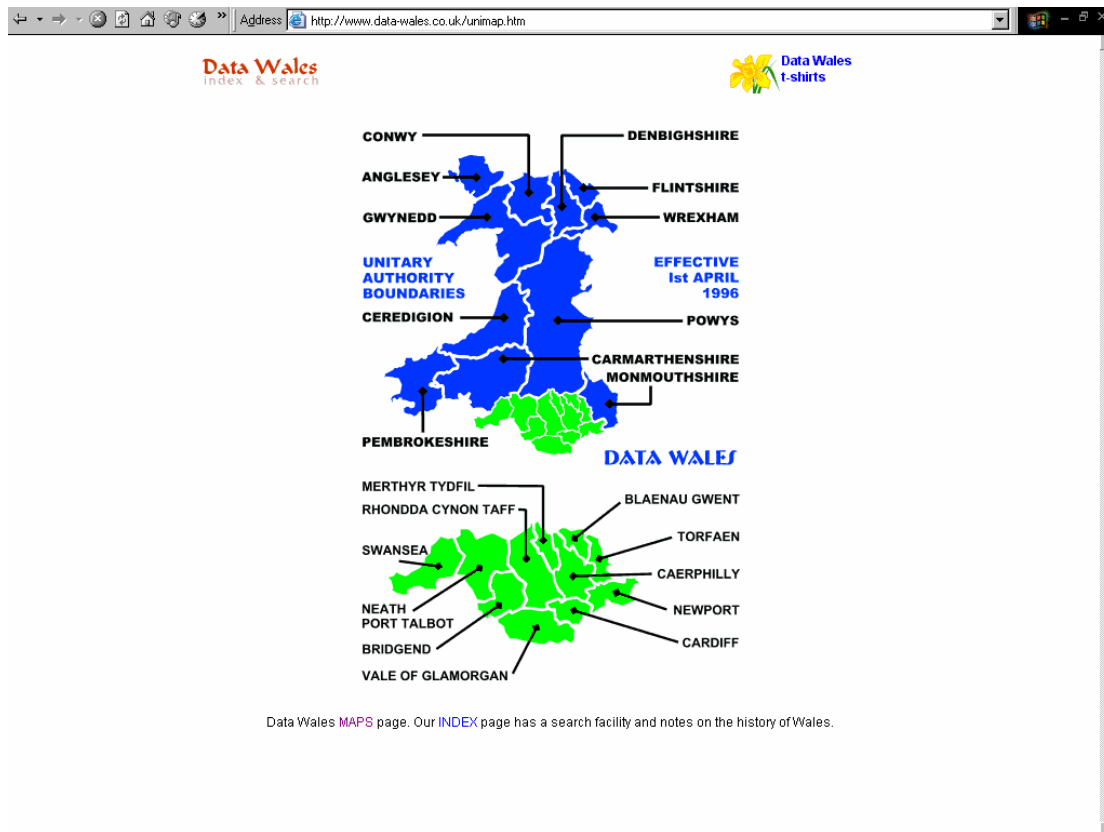 » Address http://www.data-wales.co.uk/unimap.htm
Data Wales
index & search
Data Wales
t-shirts
CONWY
DENBIGHSHIRE
ANGLESEY
FLINTSHIRE
GWYNEDD
WREXHAM
UNITARY
AUTHORITY
BOUNDARIES
EFFECTIVE
Ist APRIL
1996
CEREDIGION
POWYS
CARMARTHENSHIRE
MONMOUTHSHIRE
PEMBROKESHIRE
DATA WALES
MERTHYR TYDFIL
BLAENAU GWENT
RHONDDA CYNON TAFF
TORFAEN
SWANSEA
CAERPHILLY
NEATH
PORT TALBOT
NEWPORT
BRIDGEND
CARDIFF
VALE OF GLAMORGAN
Data Wales MAPS page. Our INDEX page has a search facility and notes on the history of Wales.